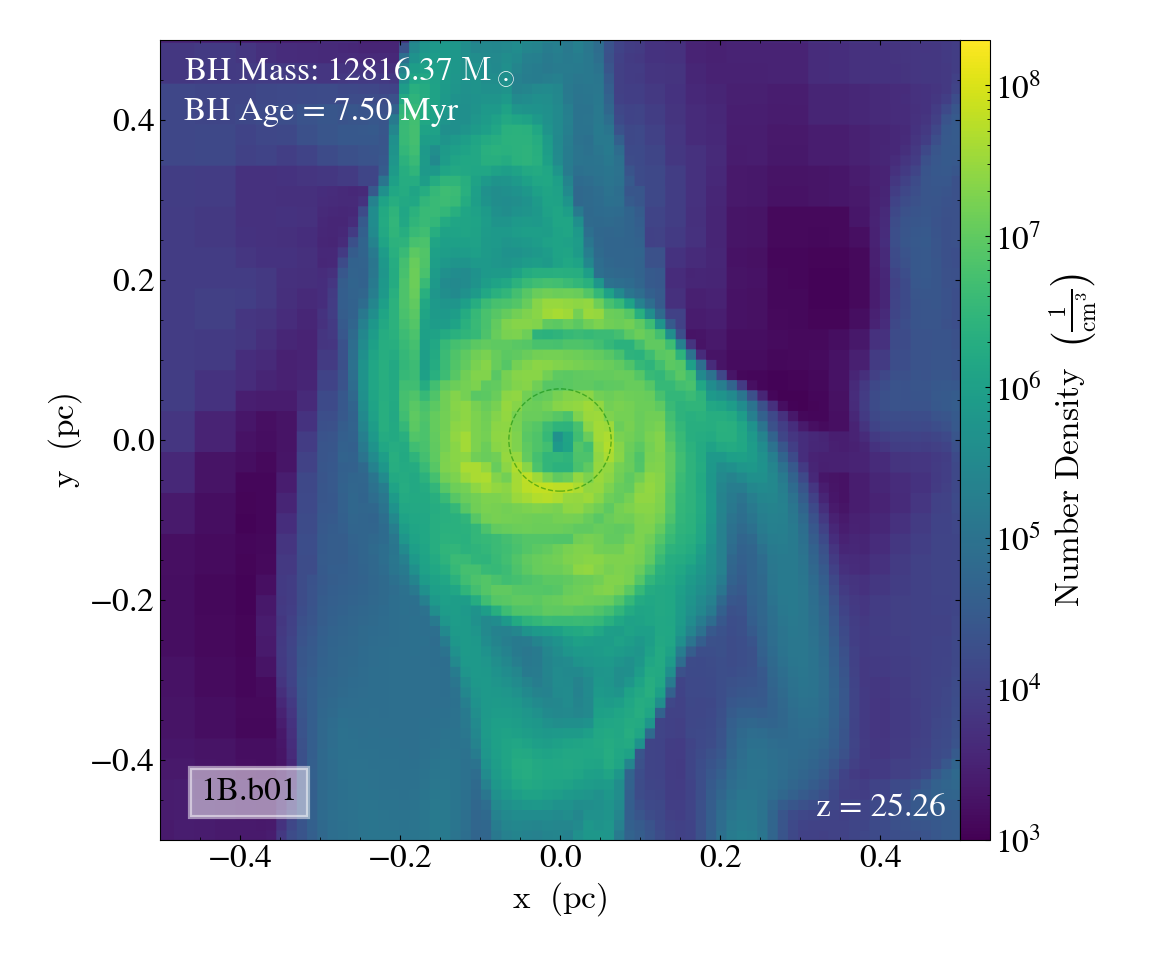 BH Mass: 12816.37 M☉
BH Age = 7.50 Myr
0.4
0.2
0.0
−0.2
−0.4
y (pc)
1B.b01
z = 25.26
−0.4 −0.2 0.0 0.2 0.4
x (pc)
10⁸
10⁷
10⁶
10⁵
10⁴
10³
Number Density (1/cm³)